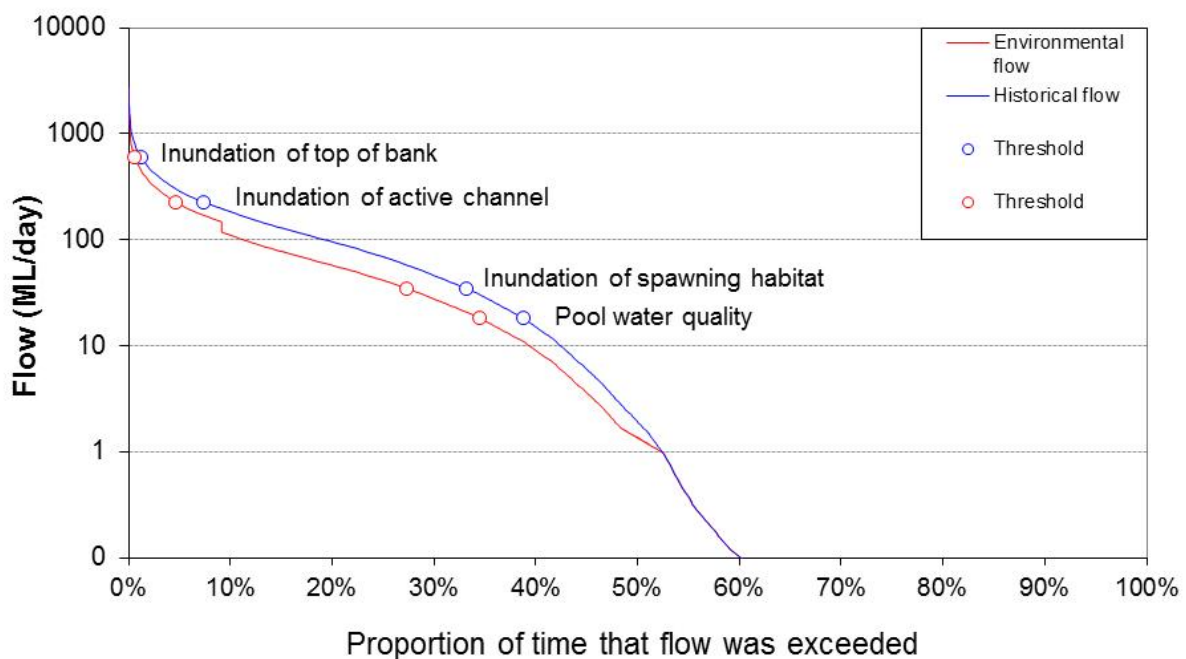 10000
1000
100
10
1
0
Flow (ML/day)
Environmental
flow
Historical flow
Threshold
Threshold
Inundation of top of bank
Inundation of active channel
Inundation of spawning habitat
Pool water quality
0% 10% 20% 30% 40% 50% 60% 70% 80% 90% 100%
Proportion of time that flow was exceeded